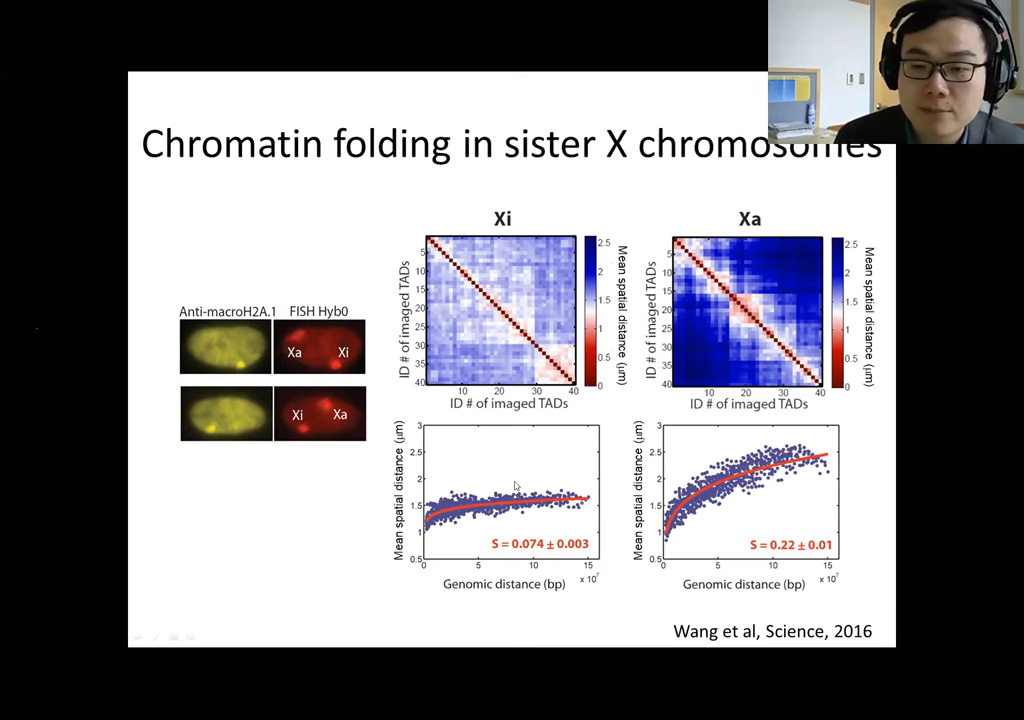 Chromatin folding in sister X chromosomes
Xi
Xa
Anti-macroH2A.1
FISH Hyb0
Xa
Xi
Xi
Xa
ID # of imaged TADs
5
10
15
20
25
30
35
40
10
20
30
40
ID # of imaged TADs
2.5
2
1.5
1
0.5
0
Mean spatial distance (μm)
ID # of imaged TADs
5
10
15
20
25
30
35
40
10
20
30
40
ID # of imaged TADs
2.5
2
1.5
1
0.5
0
Mean spatial distance (μm)
Mean spatial distance (μm)
3
2.5
2
1.5
1
0.5
0
5
10
15
x 10⁷
S = 0.074 ± 0.003
Genomic distance (bp)
Mean spatial distance (μm)
3
2.5
2
1.5
1
0.5
0
5
10
15
x 10⁷
S = 0.22 ± 0.01
Genomic distance (bp)
Wang et al, Science, 2016